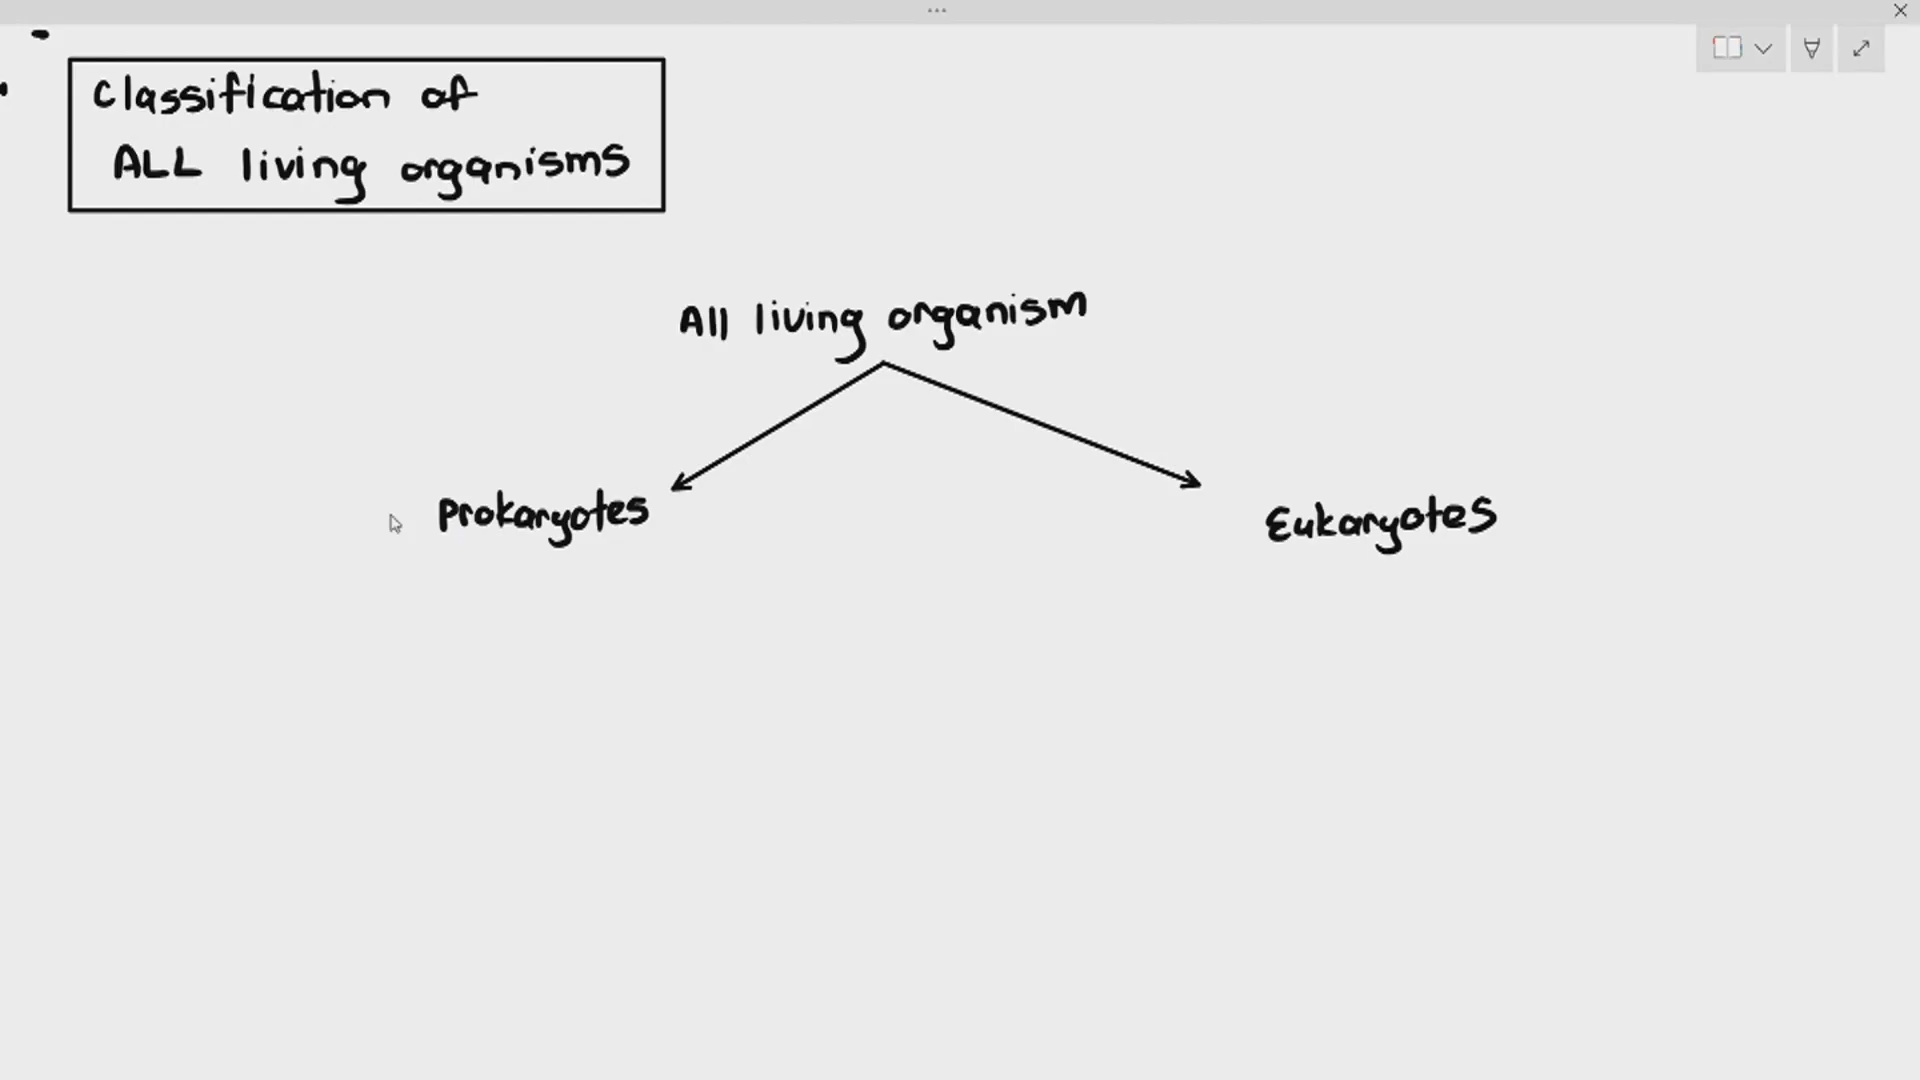 Classification of
ALL living organisms
All living organism
Prokaryotes
Eukaryotes